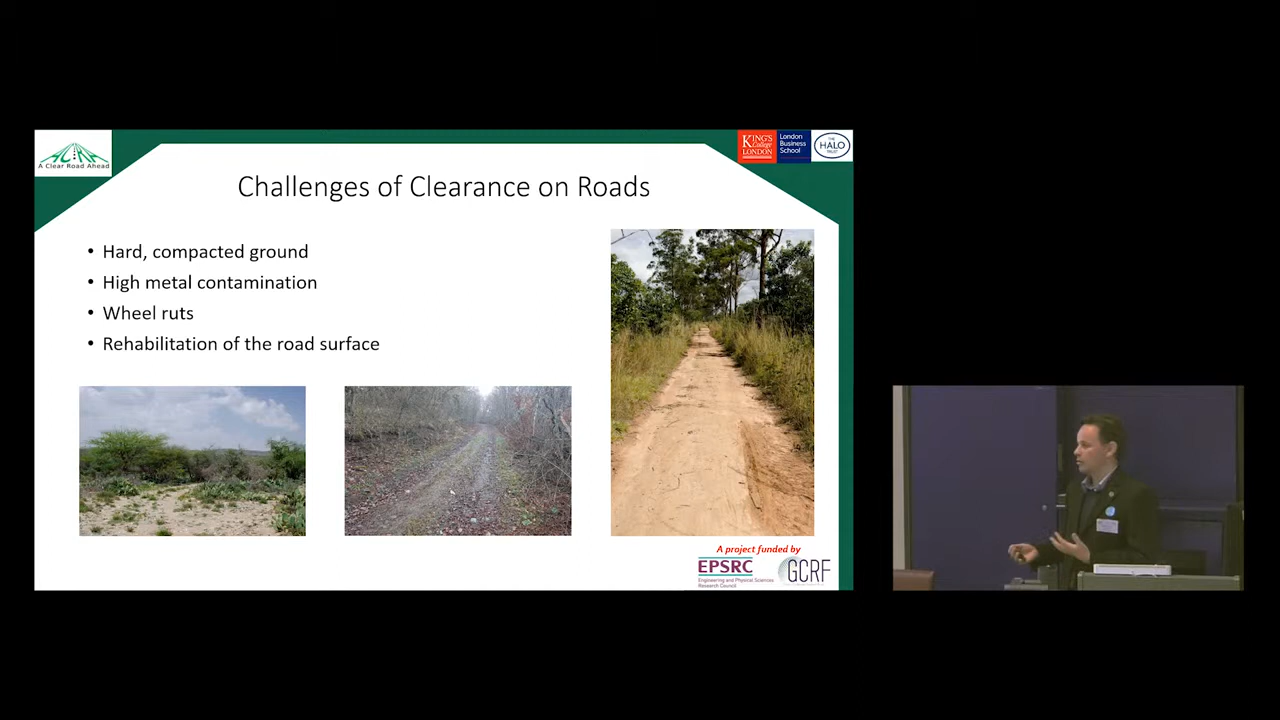 A Clear Road Ahead
KING'S
College
LONDON
London
Business
School
THE
HALO
TRUST
Challenges of Clearance on Roads
• Hard, compacted ground
• High metal contamination
• Wheel ruts
• Rehabilitation of the road surface
A project funded by
EPSRC
Engineering and Physical Sciences
Research Council
GCRF